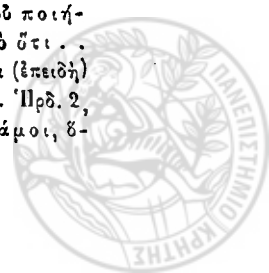 ῦ ποιή-
ὸ ὅτι . .
ι (ἐπειδὴ)
. Ἡρδ. 2,
άμοι, ὅ-
ΠΑΝΕΠΙΣΤΗΜΙΟ ΚΡΗΤΗΣ